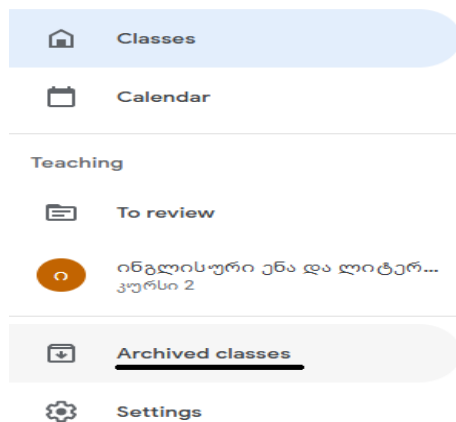 Classes
Calendar
Teaching
To review
ი
ინგლისური ენა და ლიტერ...
კურსი 2
Archived classes
Settings